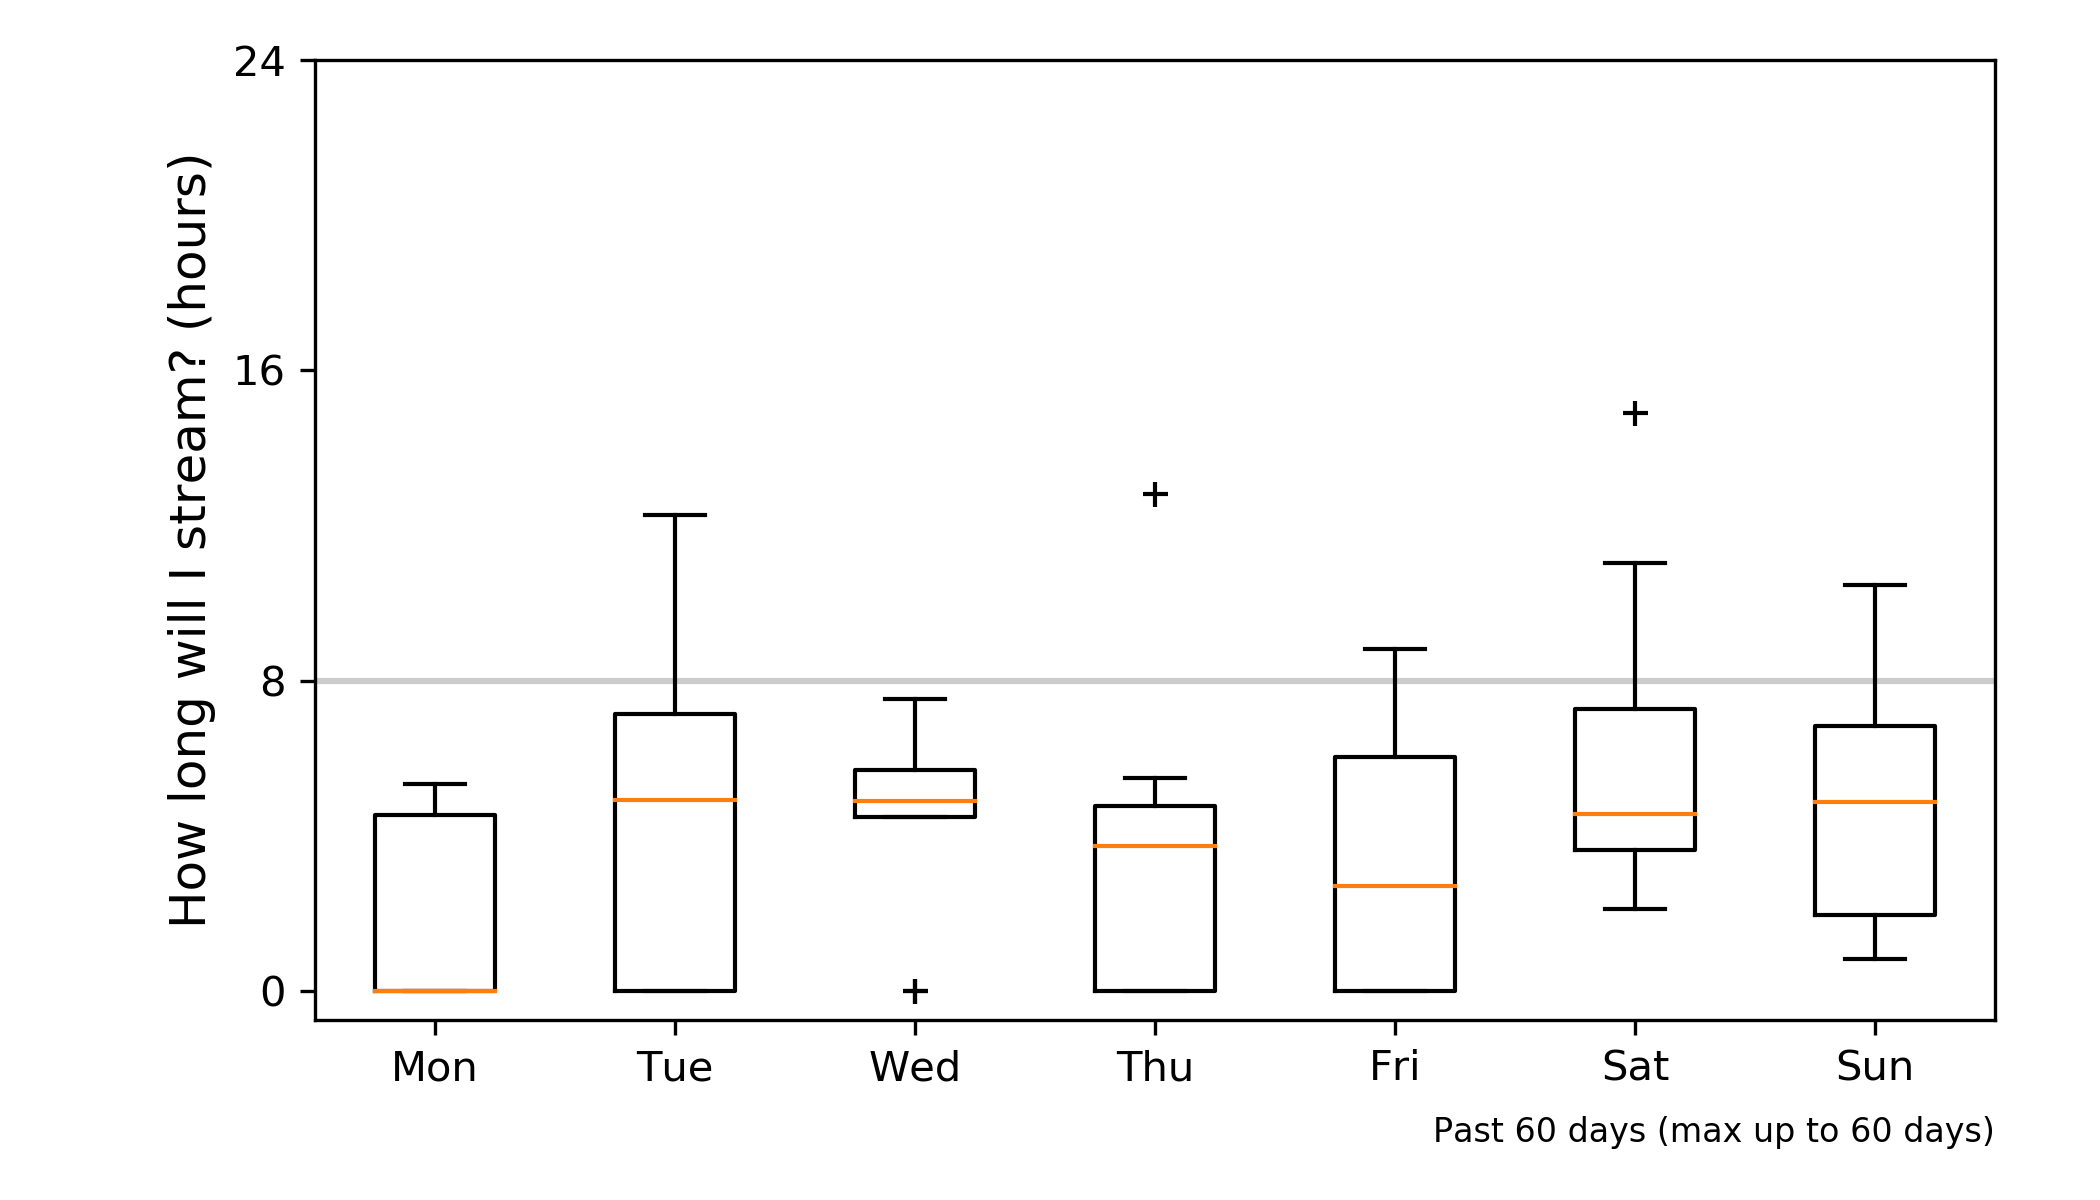 How long will I stream? (hours)
24
16
8
0
Mon Tue Wed Thu Fri Sat Sun
Past 60 days (max up to 60 days)